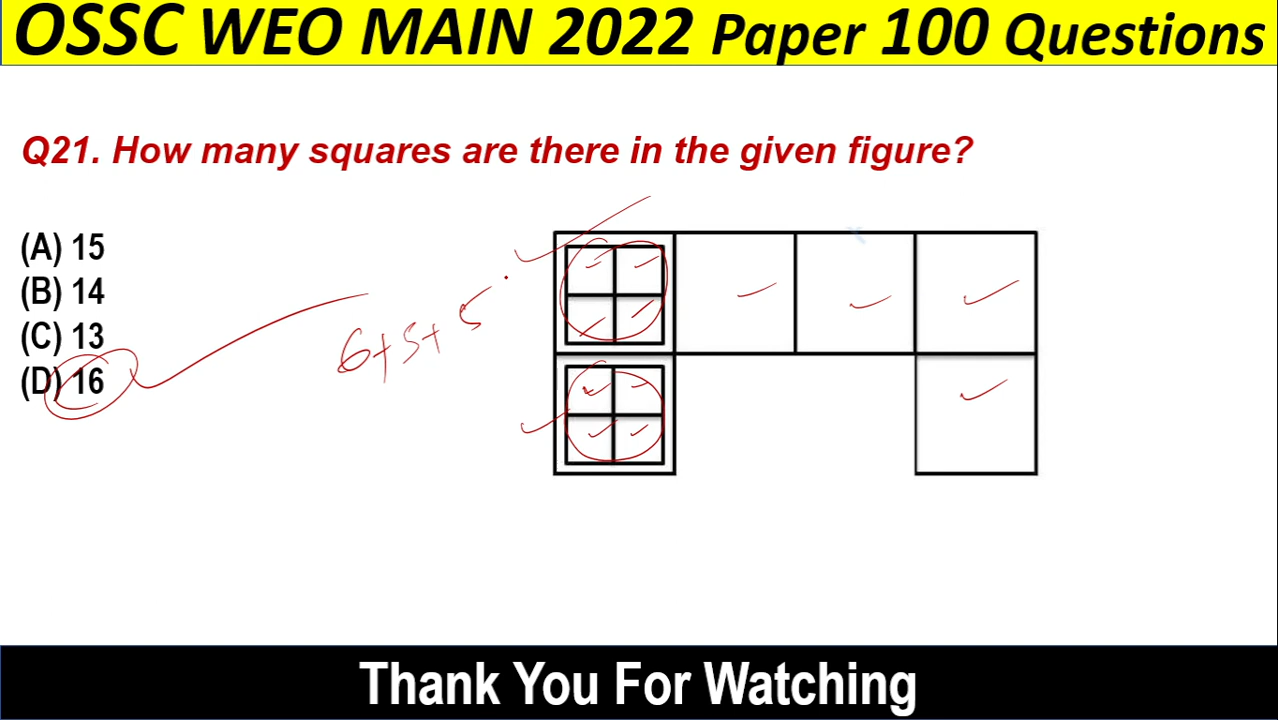 OSSC WEO MAIN 2022 Paper 100 Questions
Q21. How many squares are there in the given figure?
(A) 15
(B) 14
(C) 13
(D) 16
6+5+5
Thank You For Watching